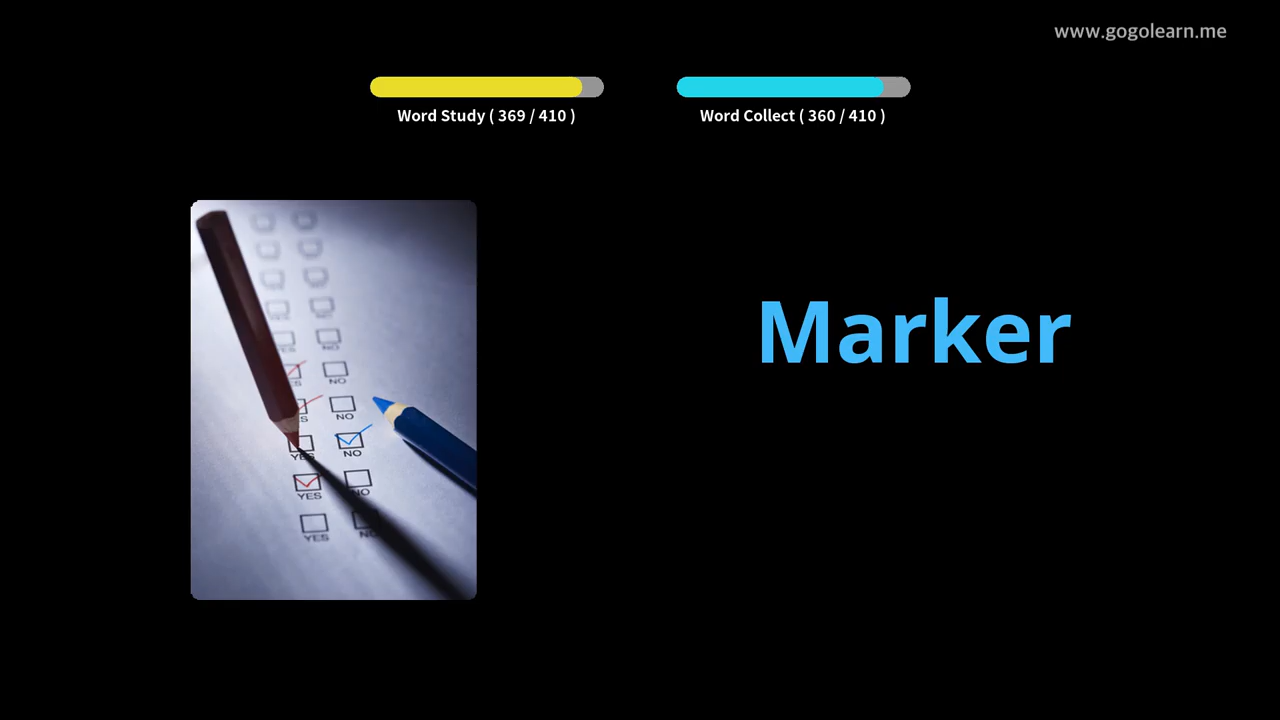 www.gogolearn.me
Word Study ( 369 / 410 )
Word Collect ( 360 / 410 )
Marker
NO
NO
YES
NO
YES
NO
YES
NO